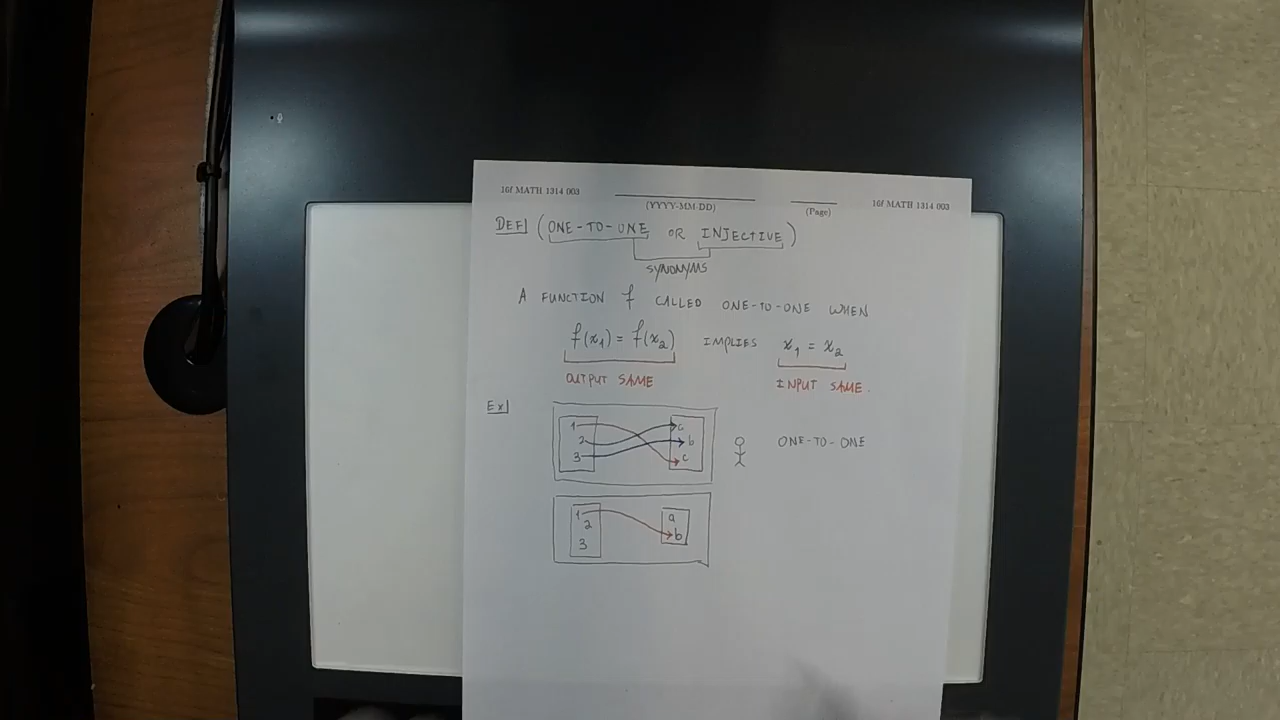 16f MATH 1314 003 (YYYY-MM-DD) (Page) 16f MATH 1314 003
DEF (ONE-TO-ONE OR INJECTIVE)
SYNONYMS
A FUNCTION f CALLED ONE-TO-ONE WHEN
f(x₁) = f(x₂) IMPLIES x₁ = x₂
OUTPUT SAME INPUT SAME.
Ex
1 c
2 b
3 c
ONE-TO-ONE
1 a
2 b
3